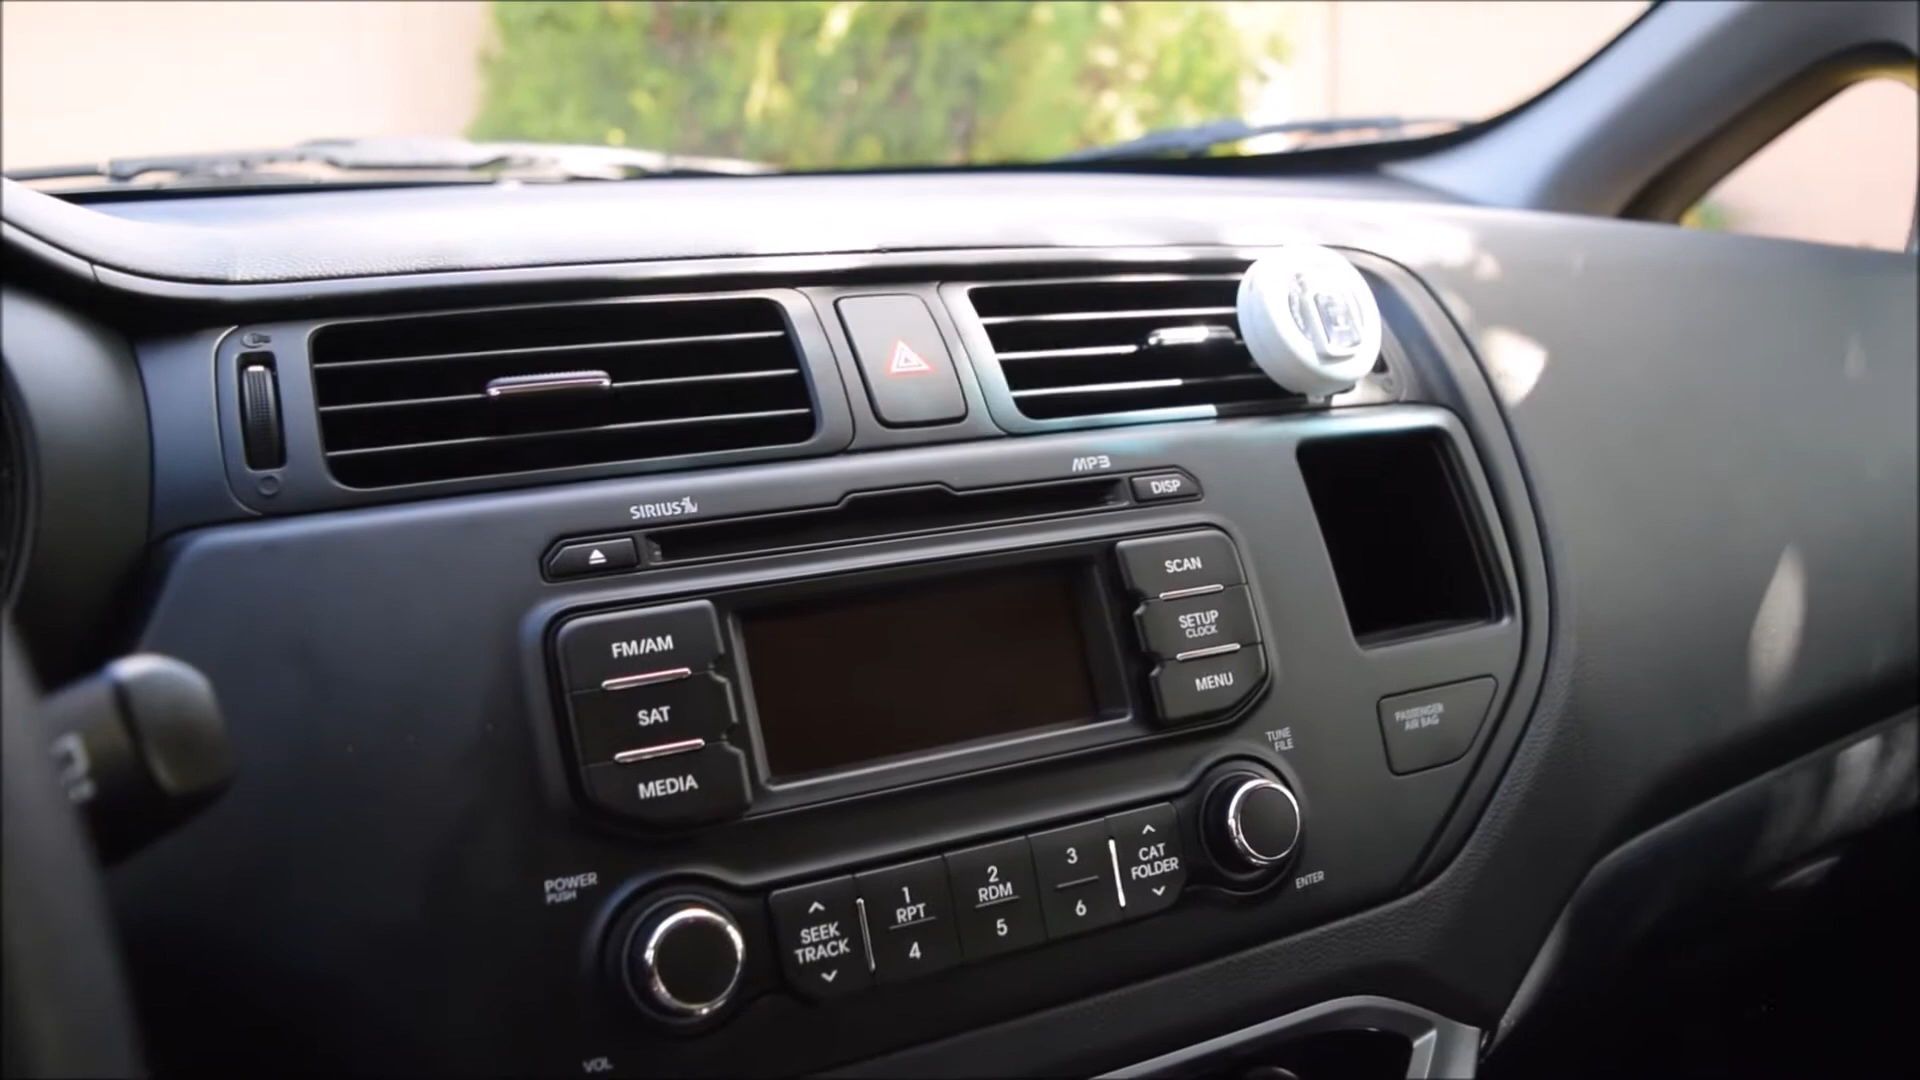 MP3
DISP
SIRIUS
SCAN
FM/AM
SETUP
CLOCK
SAT
MENU
MEDIA
PASSENGER
AIR BAG
TUNE
FILE
POWER
PUSH
SEEK
TRACK
1
RPT
4
2
RDM
5
3
6
CAT
FOLDER
ENTER
VOL